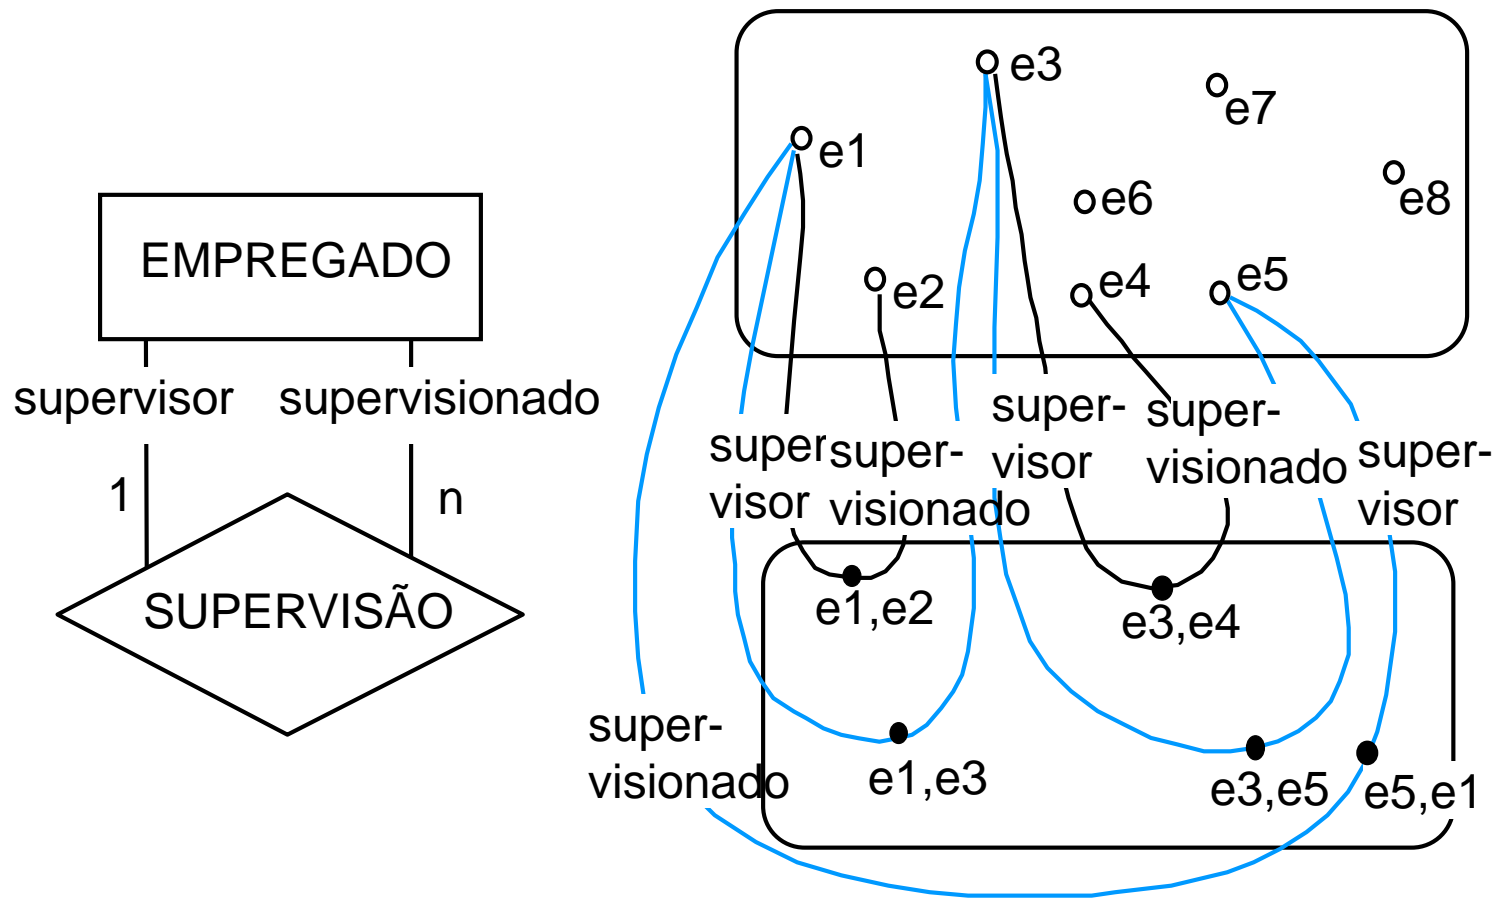 EMPREGADO
supervisor
supervisionado
1
n
SUPERVISÃO
e3
e7
e1
e6
e8
e2
e4
e5
super
visor
super-
visionado
super-
visor
super-
visionado
super-
visor
super-
visionado
e1,e2
e3,e4
e1,e3
e3,e5
e5,e1